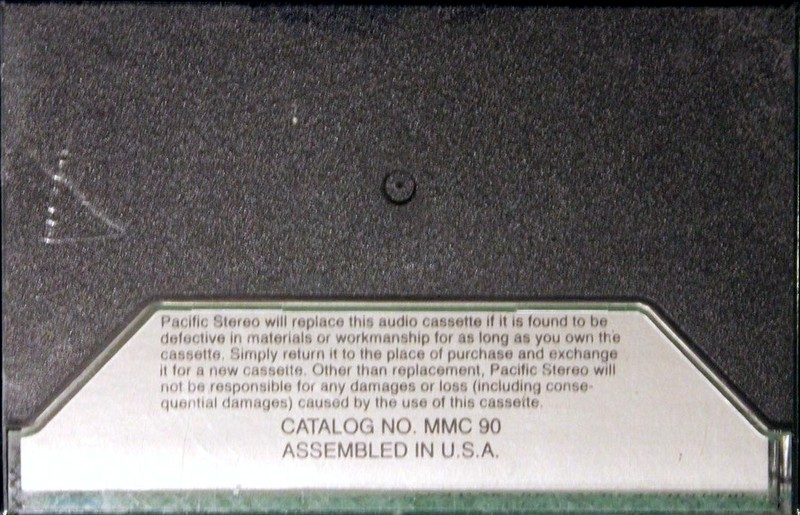 Pacific Stereo will replace this audio cassette if it is found to be
defective in materials or workmanship for as long as you own the
cassette. Simply return it to the place of purchase and exchange
it for a new cassette. Other than replacement, Pacific Stereo will
not be responsible for any damages or loss (including conse-
quential damages) caused by the use of this cassette.
CATALOG NO. MMC 90
ASSEMBLED IN U.S.A.